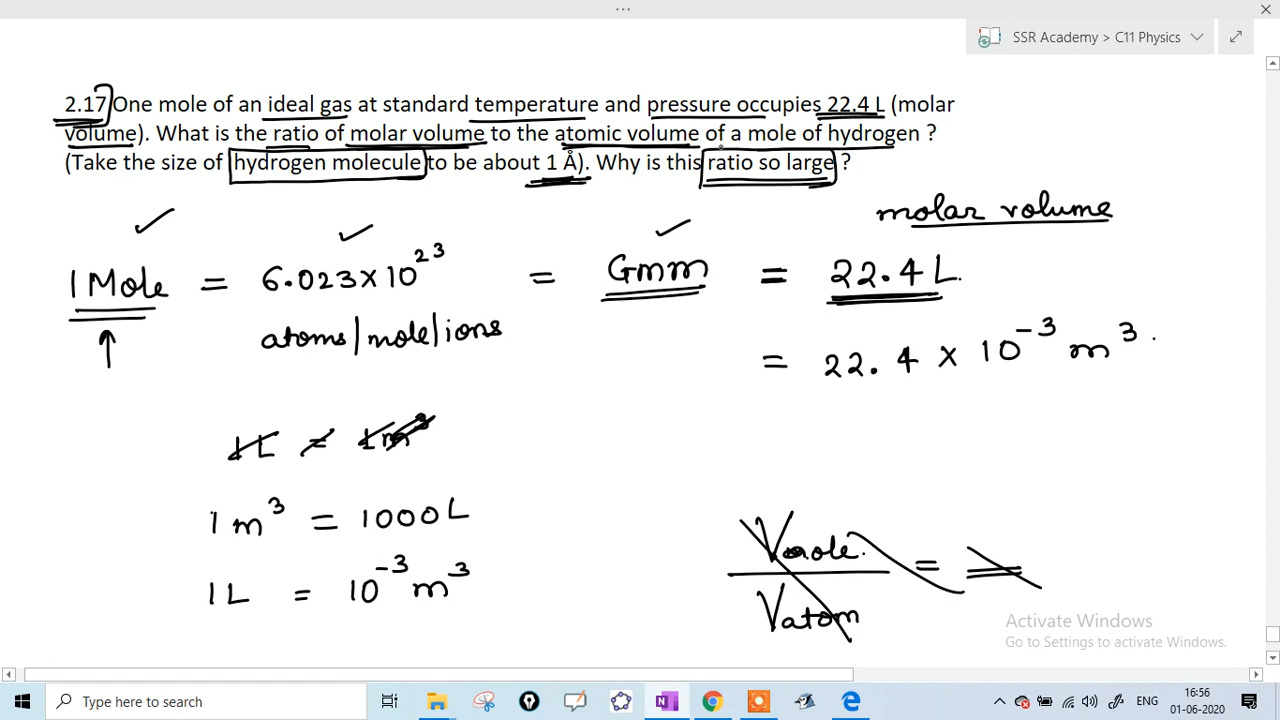 SSR Academy > C11 Physics
2.17 One mole of an ideal gas at standard temperature and pressure occupies 22.4 L (molar
volume). What is the ratio of molar volume to the atomic volume of a mole of hydrogen ?
(Take the size of hydrogen molecule to be about 1 Å). Why is this ratio so large ?
molar volume
1 Mole = 6.023 x 10^23 = Gmm = 22.4 L.
atoms/mole/ions
= 22.4 x 10^-3 m^3.
1L = 1m^3
1 m^3 = 1000 L
1 L = 10^-3 m^3
Vmole. / Vatom =
Activate Windows
Go to Settings to activate Windows.
Type here to search
ENG
16:56
01-06-2020